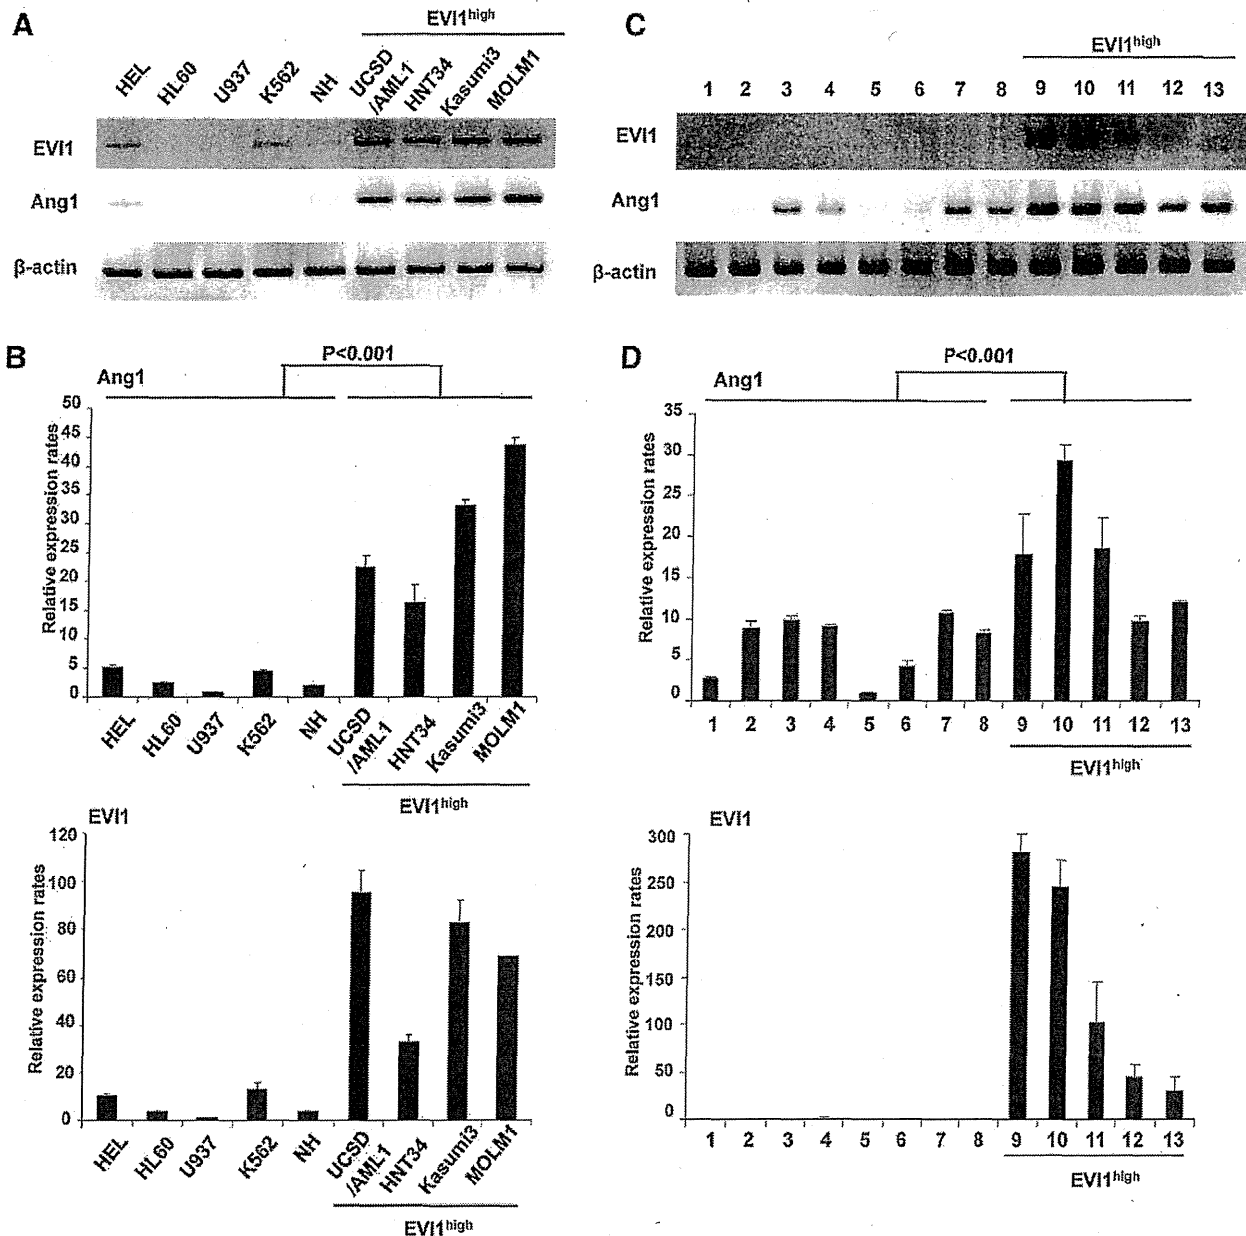 A
EVI1high
HEL
HL60
U937
K562
NH
UCSD
/AML1
HNT34
Kasumi3
MOLM1
EVI1
Ang1
β-actin
C
EVI1high
1 2 3 4 5 6 7 8 9 10 11 12 13
EVI1
Ang1
β-actin
B
P<0.001
Ang1
Relative expression rates
50
45
40
35
30
25
20
15
10
5
0
HEL
HL60
U937
K562
NH
UCSD
/AML1
HNT34
Kasumi3
MOLM1
EVI1high
EVI1
Relative expression rates
120
100
80
60
40
20
0
HEL
HL60
U937
K562
NH
UCSD
/AML1
HNT34
Kasumi3
MOLM1
EVI1high
D
P<0.001
Ang1
Relative expression rates
35
30
25
20
15
10
5
0
1 2 3 4 5 6 7 8 9 10 11 12 13
EVI1high
EVI1
Relative expression rates
300
250
200
150
100
50
0
1 2 3 4 5 6 7 8 9 10 11 12 13
EVI1high